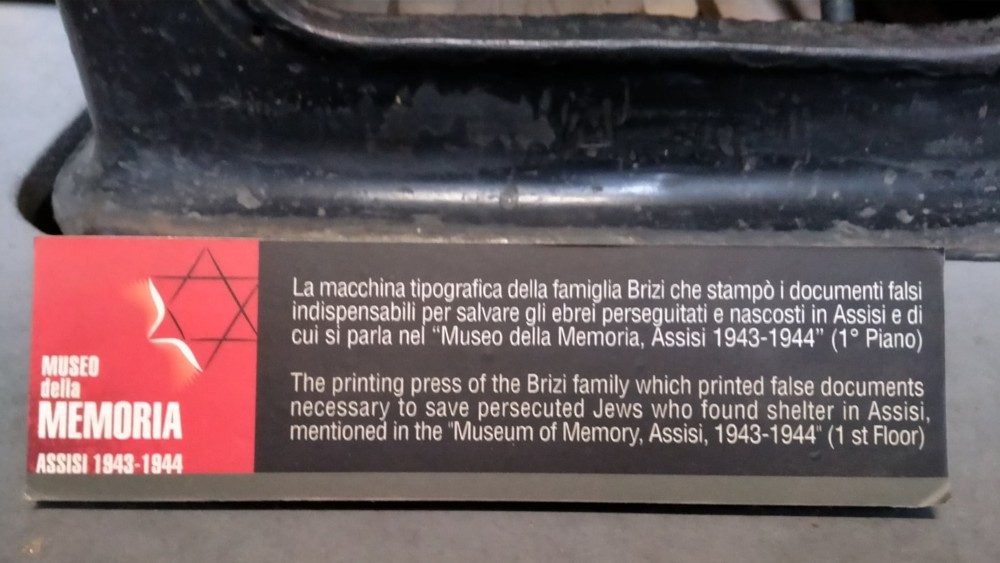 MUSEO
della
MEMORIA
ASSISI 1943-1944
La macchina tipografica della famiglia Brizi che stampò i documenti falsi
indispensabili per salvare gli ebrei perseguitati e nascosti in Assisi e di
cui si parla nel “Museo della Memoria, Assisi 1943-1944” (1° Piano)
The printing press of the Brizi family which printed false documents
necessary to save persecuted Jews who found shelter in Assisi,
mentioned in the "Museum of Memory, Assisi, 1943-1944" (1 st Floor)